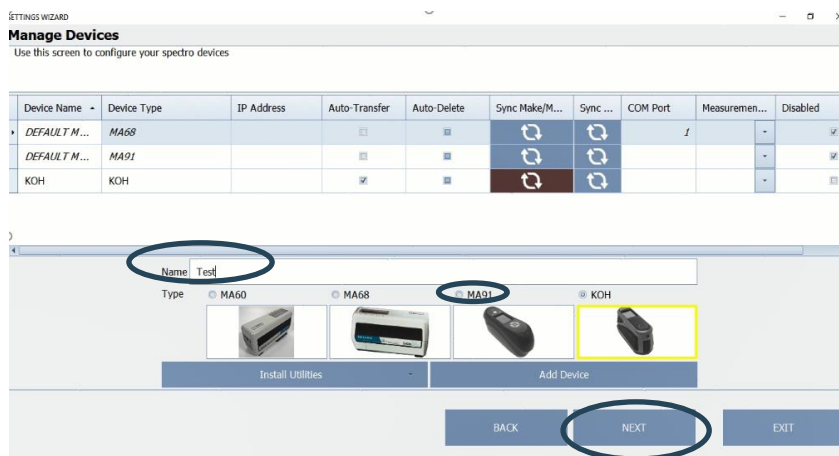 SETTINGS WIZARD
Manage Devices
Use this screen to configure your spectro devices
Device Name Device Type IP Address Auto-Transfer Auto-Delete Sync Make/M... Sync ... COM Port Measuremen... Disabled
DEFAULT M... MA68 1
DEFAULT M... MA91
KOH KOH
Name Test
Type MA60 MA68 MA91 KOH
Install Utilities Add Device
BACK NEXT EXIT